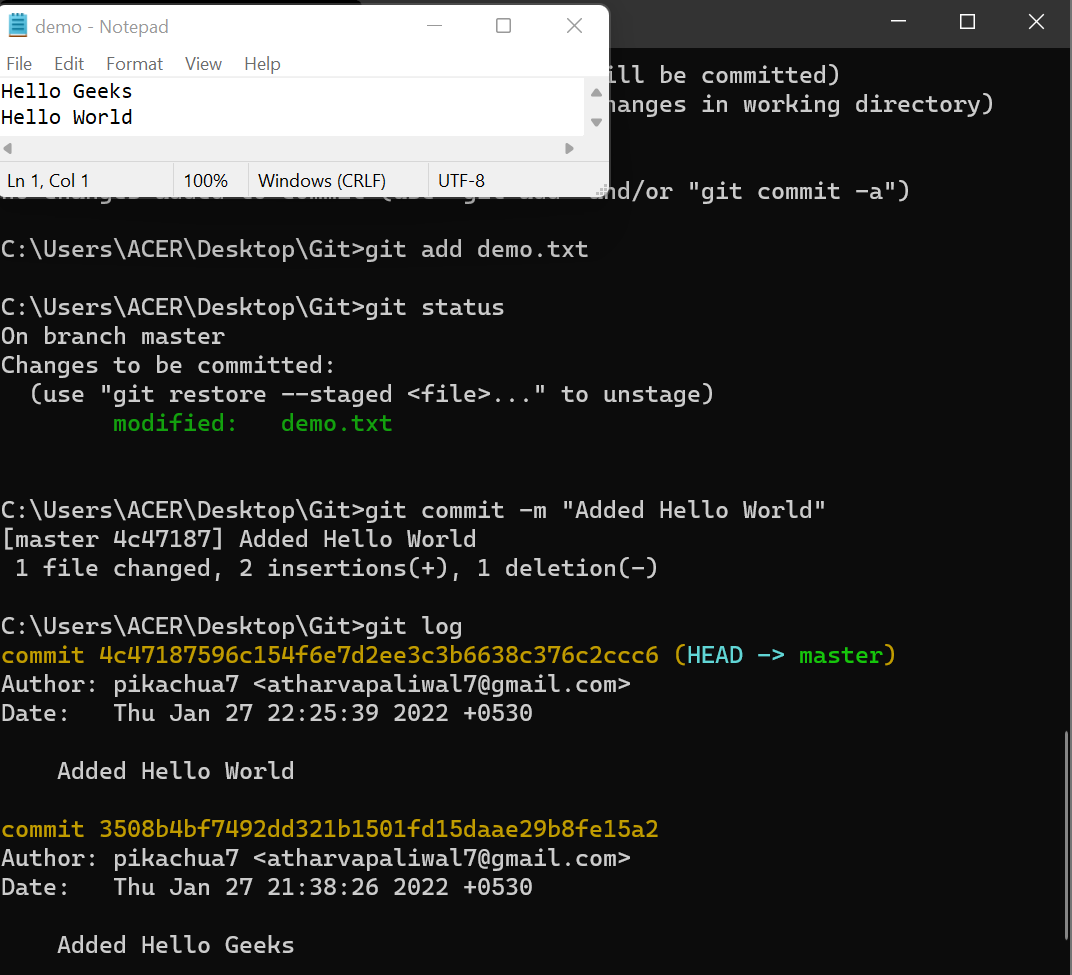 demo - Notepad
File Edit Format View Help
Hello Geeks
Hello World
Ln 1, Col 1 100% Windows (CRLF) UTF-8
will be committed)
changes in working directory)
and/or "git commit -a")
C:\Users\ACER\Desktop\Git>git add demo.txt
C:\Users\ACER\Desktop\Git>git status
On branch master
Changes to be committed:
  (use "git restore --staged <file>..." to unstage)
        modified:   demo.txt
C:\Users\ACER\Desktop\Git>git commit -m "Added Hello World"
[master 4c47187] Added Hello World
 1 file changed, 2 insertions(+), 1 deletion(-)
C:\Users\ACER\Desktop\Git>git log
commit 4c47187596c154f6e7d2ee3c3b6638c376c2ccc6 (HEAD -> master)
Author: pikachua7 <atharvapaliwal7@gmail.com>
Date:   Thu Jan 27 22:25:39 2022 +0530
    Added Hello World
commit 3508b4bf7492dd321b1501fd15daae29b8fe15a2
Author: pikachua7 <atharvapaliwal7@gmail.com>
Date:   Thu Jan 27 21:38:26 2022 +0530
    Added Hello Geeks